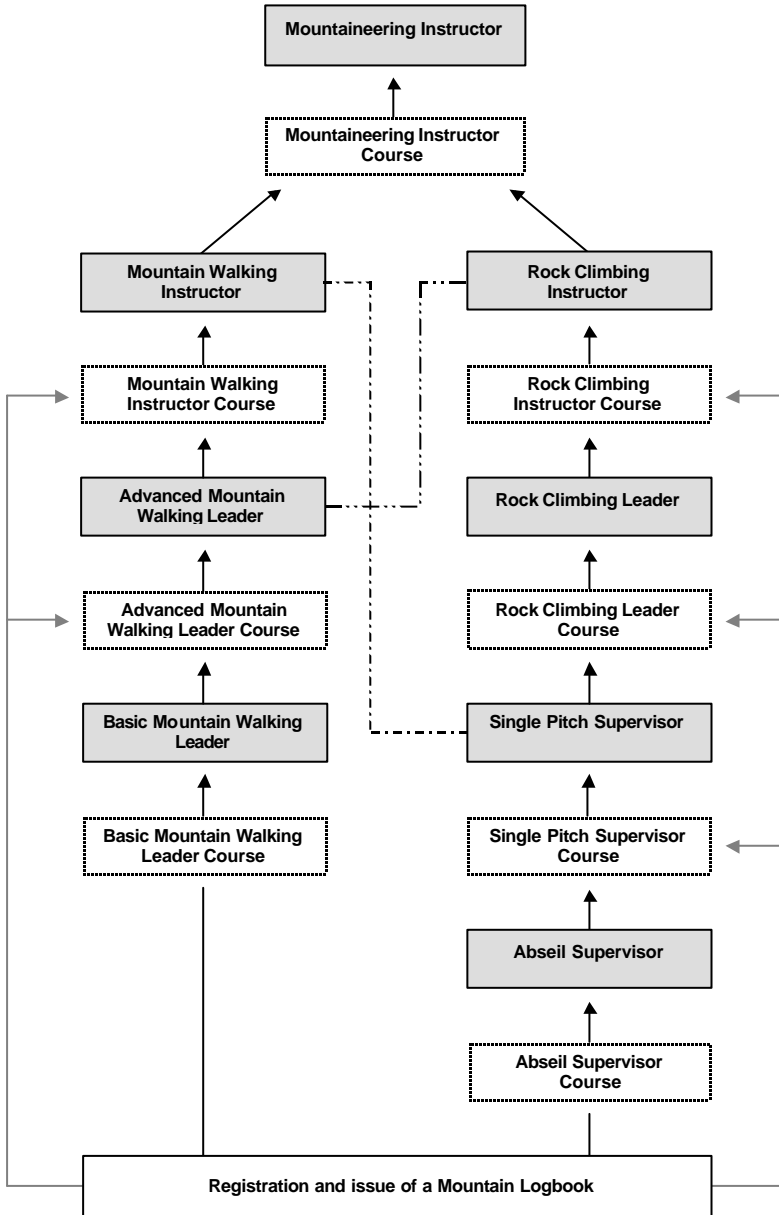 Mountaineering Instructor
Mountaineering Instructor
Course
Mountain Walking
Instructor
Rock Climbing
Instructor
Mountain Walking
Instructor Course
Rock Climbing
Instructor Course
Advanced Mountain
Walking Leader
Rock Climbing Leader
Advanced Mountain
Walking Leader Course
Rock Climbing Leader
Course
Basic Mountain Walking
Leader
Single Pitch Supervisor
Basic Mountain Walking
Leader Course
Single Pitch Supervisor
Course
Abseil Supervisor
Abseil Supervisor
Course
Registration and issue of a Mountain Logbook